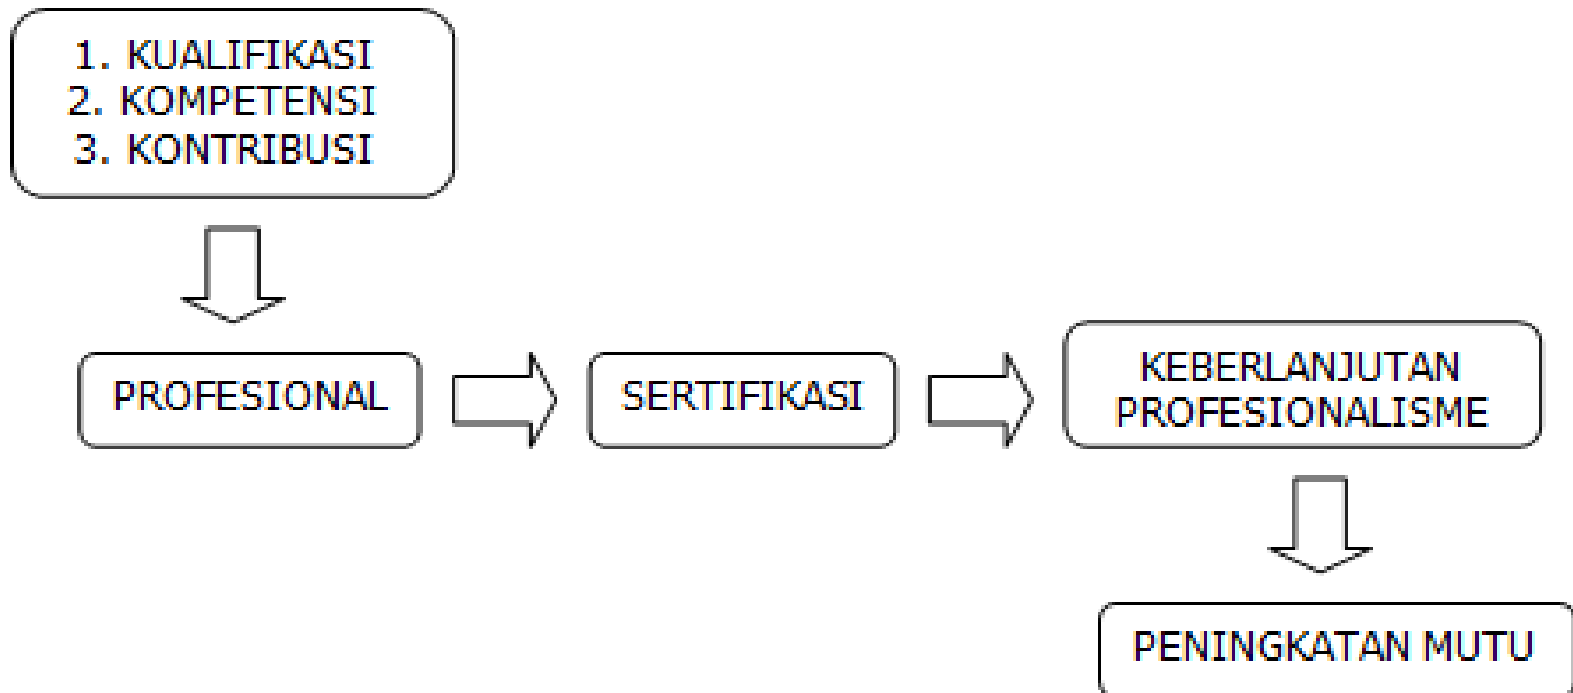 1. KUALIFIKASI
2. KOMPETENSI
3. KONTRIBUSI
PROFESIONAL
SERTIFIKASI
KEBERLANJUTAN
PROFESIONALISME
PENINGKATAN MUTU